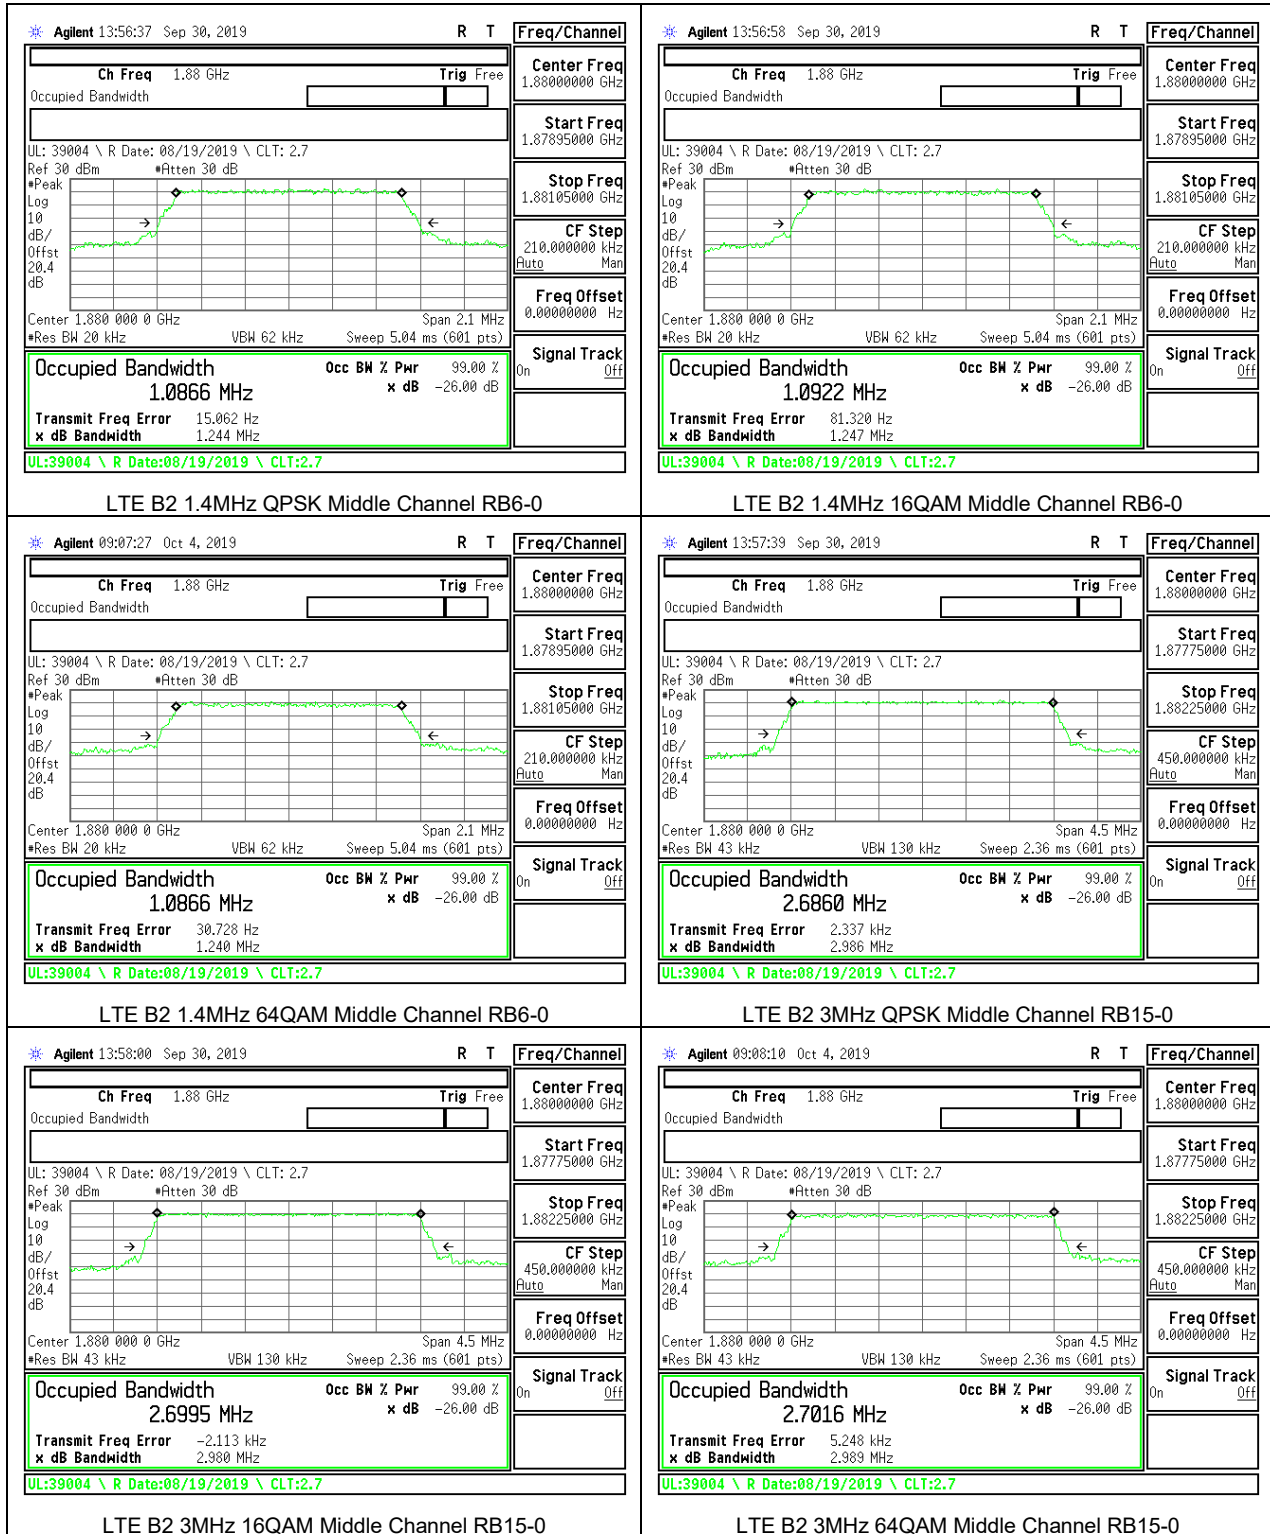 Agilent 13:56:37 Sep 30, 2019 R T Freq/Channel
Ch Freq 1.88 GHz Trig Free
Occupied Bandwidth
Center Freq
1.88000000 GHz
Start Freq
1.87895000 GHz
UL: 39004 \ R Date: 08/19/2019 \ CLT: 2.7
Ref 30 dBm #Atten 30 dB
#Peak
Log
10
dB/
Offst
20.4
dB
Stop Freq
1.88105000 GHz
CF Step
210.000000 kHz
Auto Man
Freq Offset
0.00000000 Hz
Center 1.880 000 0 GHz Span 2.1 MHz
#Res BW 20 kHz VBW 62 kHz Sweep 5.04 ms (601 pts)
Signal Track
On Off
Occupied Bandwidth Occ BW % Pwr 99.00 %
1.0866 MHz x dB -26.00 dB
Transmit Freq Error 15.062 Hz
x dB Bandwidth 1.244 MHz
UL:39004 \ R Date:08/19/2019 \ CLT:2.7
LTE B2 1.4MHz QPSK Middle Channel RB6-0
Agilent 13:56:58 Sep 30, 2019 R T Freq/Channel
Ch Freq 1.88 GHz Trig Free
Occupied Bandwidth
Center Freq
1.88000000 GHz
Start Freq
1.87895000 GHz
UL: 39004 \ R Date: 08/19/2019 \ CLT: 2.7
Ref 30 dBm #Atten 30 dB
#Peak
Log
10
dB/
Offst
20.4
dB
Stop Freq
1.88105000 GHz
CF Step
210.000000 kHz
Auto Man
Freq Offset
0.00000000 Hz
Center 1.880 000 0 GHz Span 2.1 MHz
#Res BW 20 kHz VBW 62 kHz Sweep 5.04 ms (601 pts)
Signal Track
On Off
Occupied Bandwidth Occ BW % Pwr 99.00 %
1.0922 MHz x dB -26.00 dB
Transmit Freq Error 81.320 Hz
x dB Bandwidth 1.247 MHz
UL:39004 \ R Date:08/19/2019 \ CLT:2.7
LTE B2 1.4MHz 16QAM Middle Channel RB6-0
Agilent 09:07:27 Oct 4, 2019 R T Freq/Channel
Ch Freq 1.88 GHz Trig Free
Occupied Bandwidth
Center Freq
1.88000000 GHz
Start Freq
1.87895000 GHz
UL: 39004 \ R Date: 08/19/2019 \ CLT: 2.7
Ref 30 dBm #Atten 30 dB
#Peak
Log
10
dB/
Offst
20.4
dB
Stop Freq
1.88105000 GHz
CF Step
210.000000 kHz
Auto Man
Freq Offset
0.00000000 Hz
Center 1.880 000 0 GHz Span 2.1 MHz
#Res BW 20 kHz VBW 62 kHz Sweep 5.04 ms (601 pts)
Signal Track
On Off
Occupied Bandwidth Occ BW % Pwr 99.00 %
1.0866 MHz x dB -26.00 dB
Transmit Freq Error 30.728 Hz
x dB Bandwidth 1.240 MHz
UL:39004 \ R Date:08/19/2019 \ CLT:2.7
LTE B2 1.4MHz 64QAM Middle Channel RB6-0
Agilent 13:57:39 Sep 30, 2019 R T Freq/Channel
Ch Freq 1.88 GHz Trig Free
Occupied Bandwidth
Center Freq
1.88000000 GHz
Start Freq
1.87775000 GHz
UL: 39004 \ R Date: 08/19/2019 \ CLT: 2.7
Ref 30 dBm #Atten 30 dB
#Peak
Log
10
dB/
Offst
20.4
dB
Stop Freq
1.88225000 GHz
CF Step
450.000000 kHz
Auto Man
Freq Offset
0.00000000 Hz
Center 1.880 000 0 GHz Span 4.5 MHz
#Res BW 43 kHz VBW 130 kHz Sweep 2.36 ms (601 pts)
Signal Track
On Off
Occupied Bandwidth Occ BW % Pwr 99.00 %
2.6860 MHz x dB -26.00 dB
Transmit Freq Error 2.337 kHz
x dB Bandwidth 2.986 MHz
UL:39004 \ R Date:08/19/2019 \ CLT:2.7
LTE B2 3MHz QPSK Middle Channel RB15-0
Agilent 13:58:00 Sep 30, 2019 R T Freq/Channel
Ch Freq 1.88 GHz Trig Free
Occupied Bandwidth
Center Freq
1.88000000 GHz
Start Freq
1.87775000 GHz
UL: 39004 \ R Date: 08/19/2019 \ CLT: 2.7
Ref 30 dBm #Atten 30 dB
#Peak
Log
10
dB/
Offst
20.4
dB
Stop Freq
1.88225000 GHz
CF Step
450.000000 kHz
Auto Man
Freq Offset
0.00000000 Hz
Center 1.880 000 0 GHz Span 4.5 MHz
#Res BW 43 kHz VBW 130 kHz Sweep 2.36 ms (601 pts)
Signal Track
On Off
Occupied Bandwidth Occ BW % Pwr 99.00 %
2.6995 MHz x dB -26.00 dB
Transmit Freq Error -2.113 kHz
x dB Bandwidth 2.980 MHz
UL:39004 \ R Date:08/19/2019 \ CLT:2.7
LTE B2 3MHz 16QAM Middle Channel RB15-0
Agilent 09:08:10 Oct 4, 2019 R T Freq/Channel
Ch Freq 1.88 GHz Trig Free
Occupied Bandwidth
Center Freq
1.88000000 GHz
Start Freq
1.87775000 GHz
UL: 39004 \ R Date: 08/19/2019 \ CLT: 2.7
Ref 30 dBm #Atten 30 dB
#Peak
Log
10
dB/
Offst
20.4
dB
Stop Freq
1.88225000 GHz
CF Step
450.000000 kHz
Auto Man
Freq Offset
0.00000000 Hz
Center 1.880 000 0 GHz Span 4.5 MHz
#Res BW 43 kHz VBW 130 kHz Sweep 2.36 ms (601 pts)
Signal Track
On Off
Occupied Bandwidth Occ BW % Pwr 99.00 %
2.7016 MHz x dB -26.00 dB
Transmit Freq Error 5.248 kHz
x dB Bandwidth 2.989 MHz
UL:39004 \ R Date:08/19/2019 \ CLT:2.7
LTE B2 3MHz 64QAM Middle Channel RB15-0